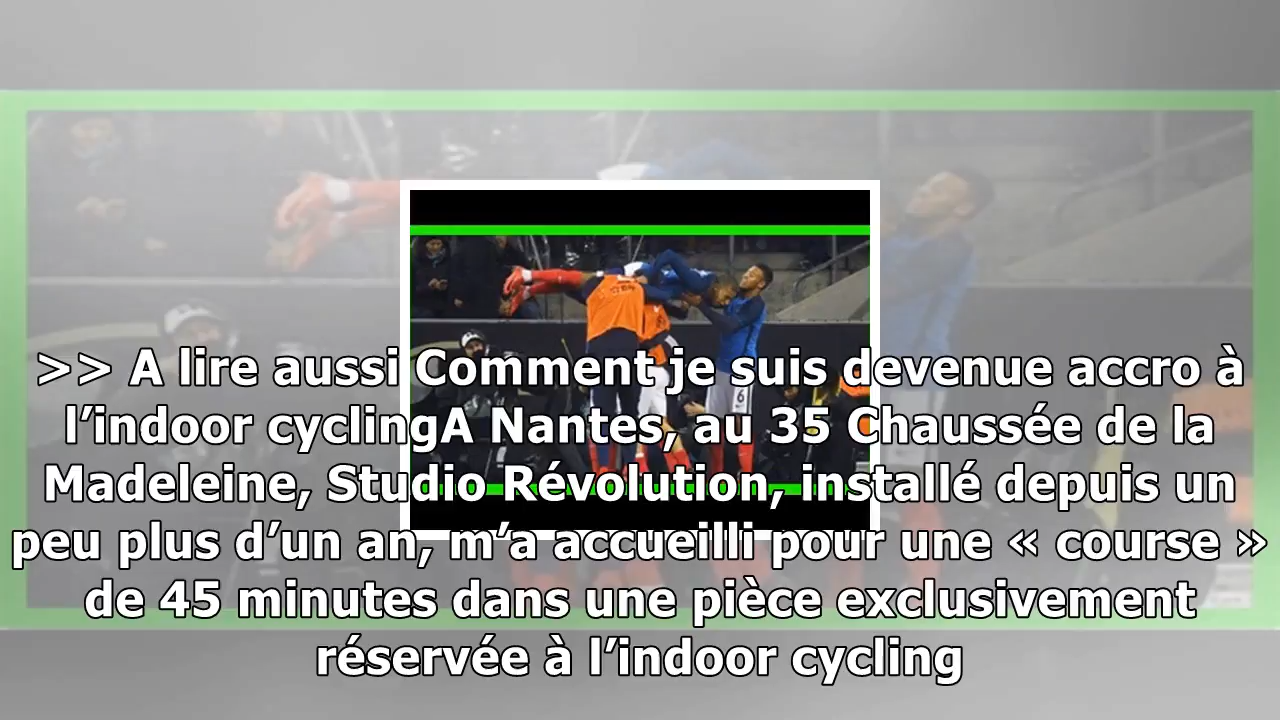 >> A lire aussi Comment je suis devenue accro à
l’indoor cyclingA Nantes, au 35 Chaussée de la
Madeleine, Studio Révolution, installé depuis un
peu plus d’un an, m’a accueilli pour une « course »
de 45 minutes dans une pièce exclusivement
réservée à l’indoor cycling
6